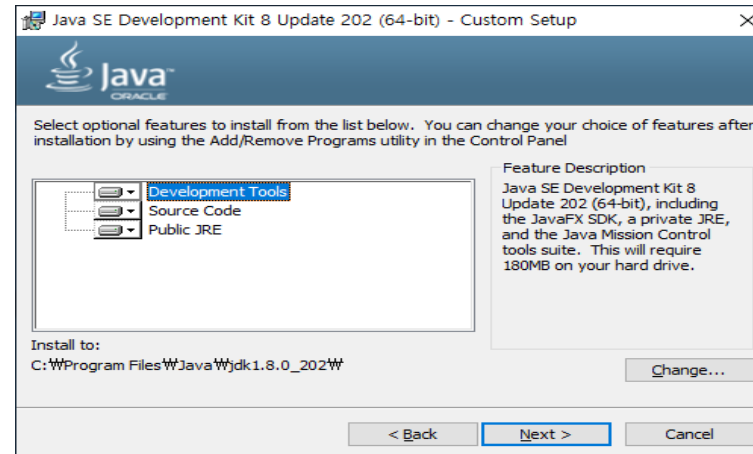 Java SE Development Kit 8 Update 202 (64-bit) - Custom Setup
Java
ORACLE
Select optional features to install from the list below. You can change your choice of features after
installation by using the Add/Remove Programs utility in the Control Panel
Development Tools
Source Code
Public JRE
Feature Description
Java SE Development Kit 8
Update 202 (64-bit), including
the JavaFX SDK, a private JRE,
and the Java Mission Control
tools suite. This will require
180MB on your hard drive.
Install to:
C:₩Program Files₩Java₩jdk1.8.0_202₩
Change...
< Back
Next >
Cancel